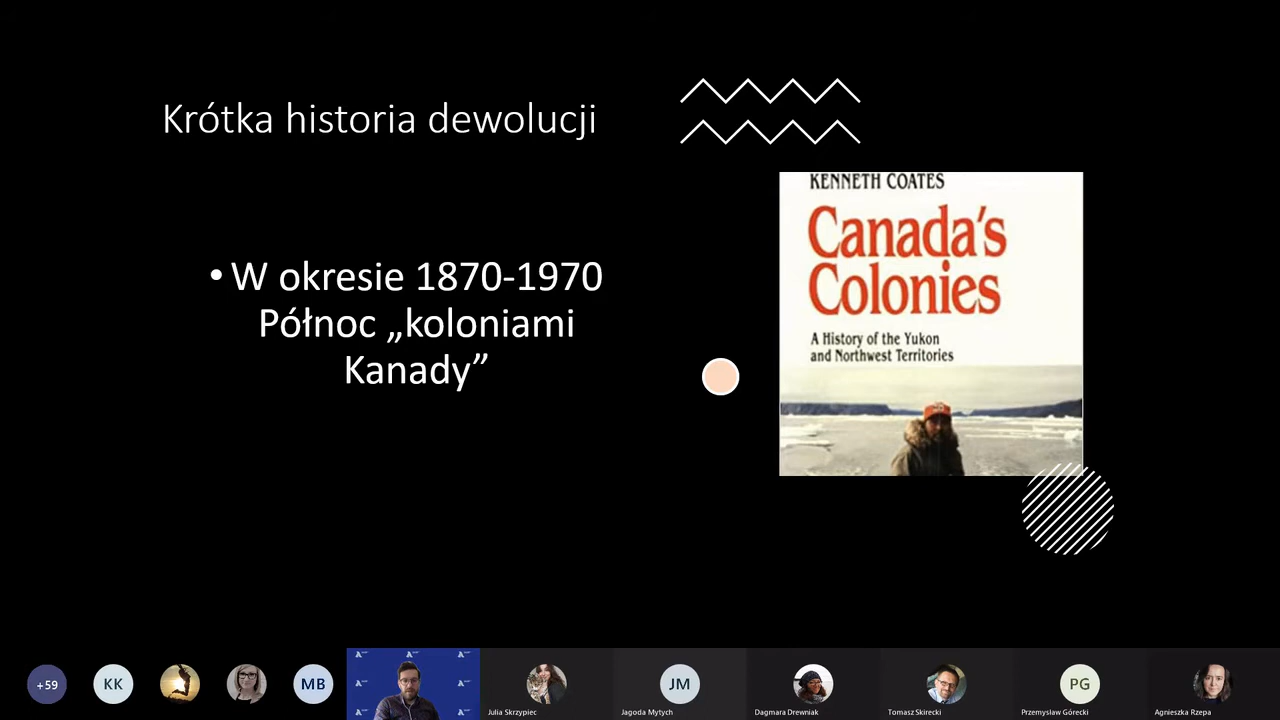 Krótka historia dewolucji
• W okresie 1870-1970
Północ „koloniami
Kanady”
KENNETH COATES
Canada's
Colonies
A History of the Yukon
and Northwest Territories
+59
KK
MB
JM
PG
Julia Skrzypiec
Jagoda Mytych
Dagmara Drewniak
Tomasz Skirecki
Przemysław Górecki
Agnieszka Rzepa